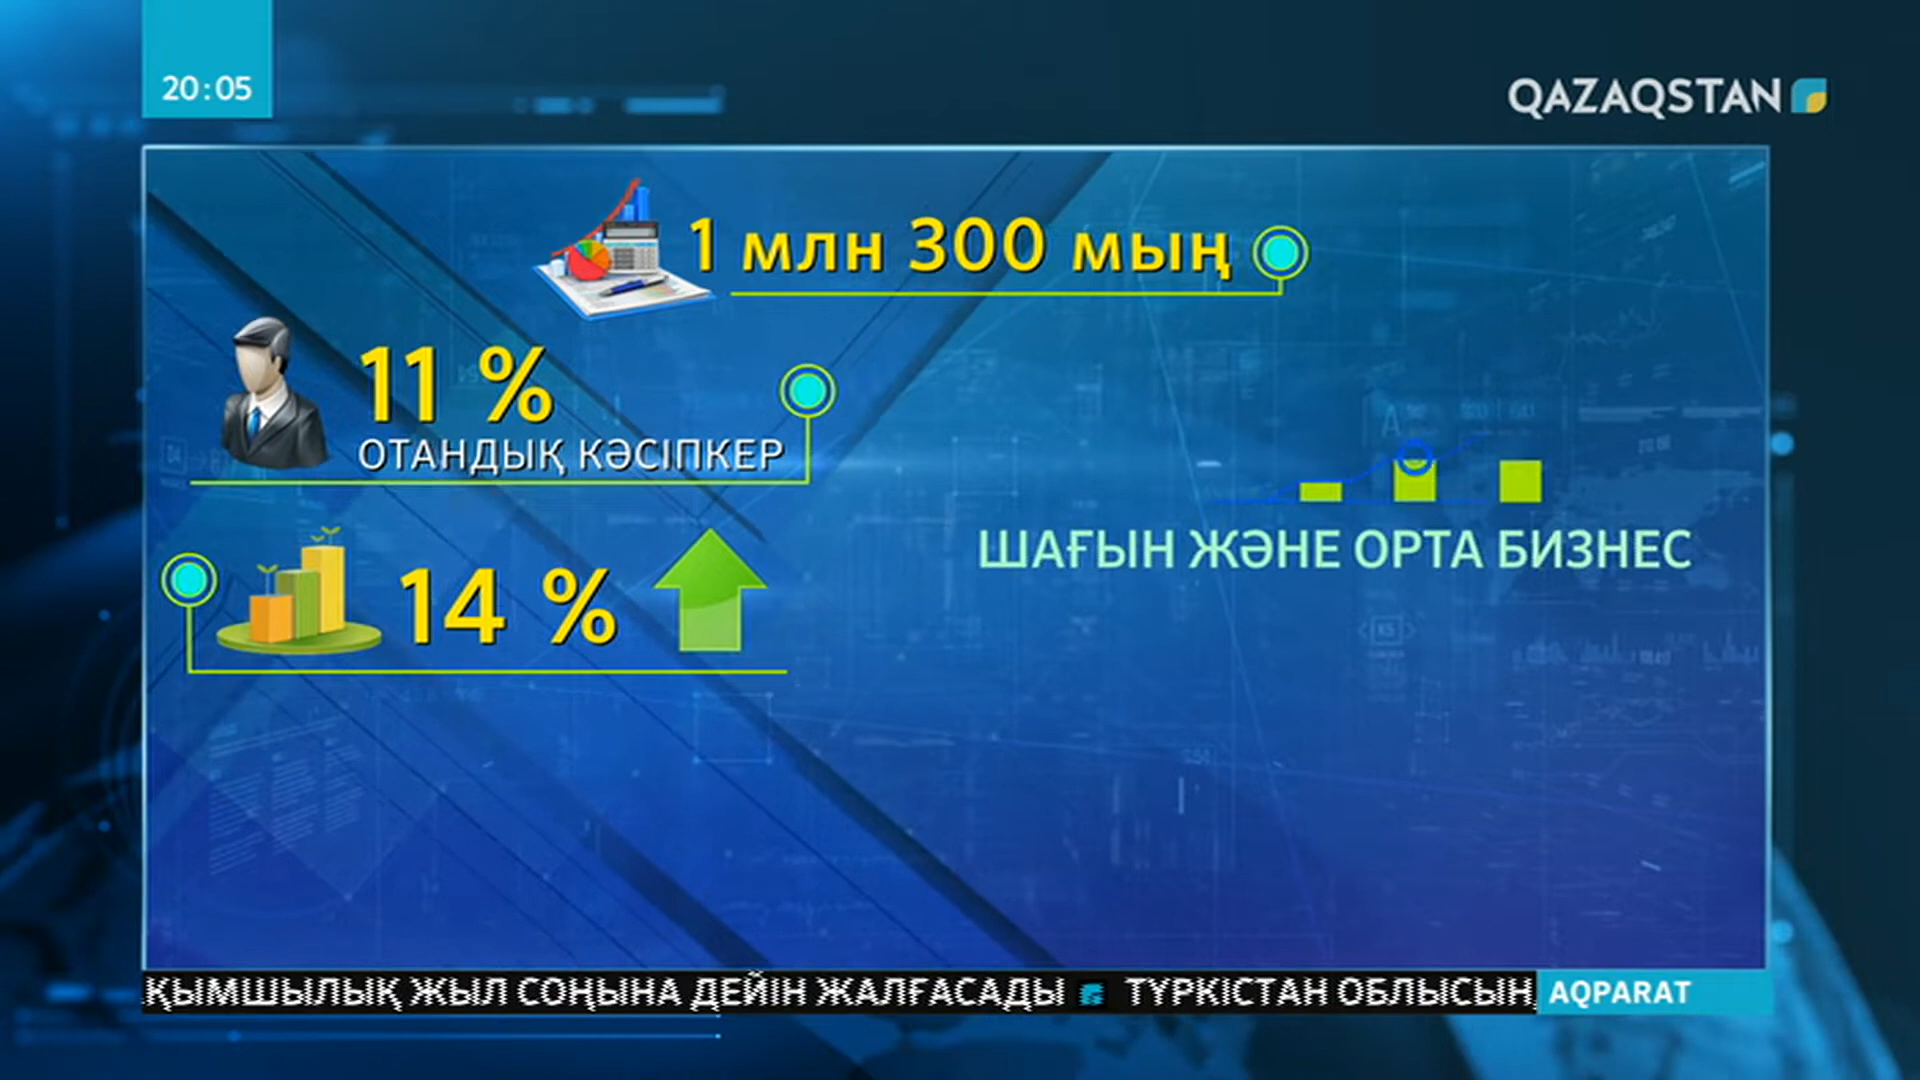 20:05
QAZAQSTAN
1 млн 300 мың
11 %
ОТАНДЫҚ КӘСІПКЕР
14 %
ШАҒЫН ЖӘНЕ ОРТА БИЗНЕС
ҚЫМШЫЛЫҚ ЖЫЛ СОҢЫНА ДЕЙІН ЖАЛҒАСАДЫ ТҮРКІСТАН ОБЛЫСЫН
AQPARAT